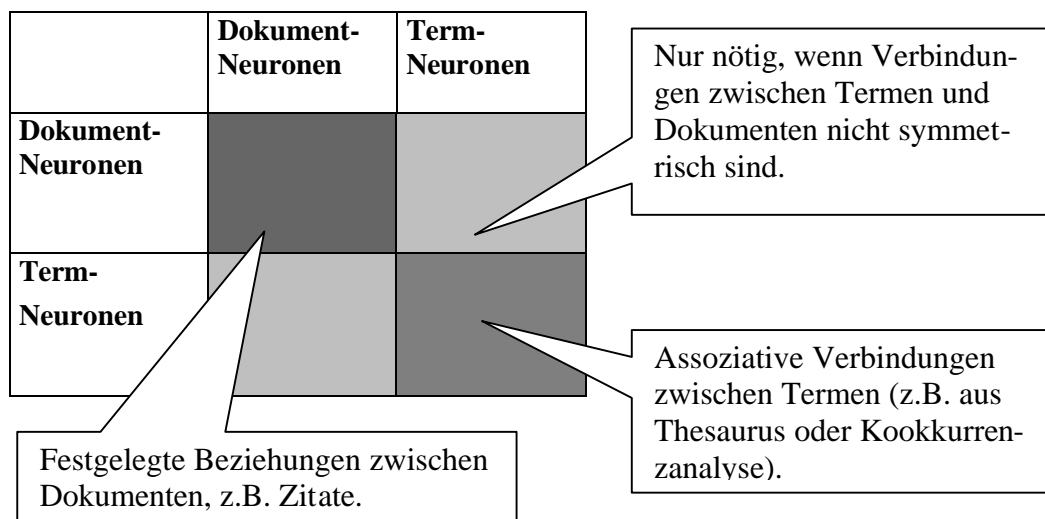 Dokument-
Neuronen
Term-
Neuronen
Dokument-
Neuronen
Term-
Neuronen
Nur nötig, wenn Verbindun-
gen zwischen Termen und
Dokumenten nicht symmet-
risch sind.
Assoziative Verbindungen
zwischen Termen (z.B. aus
Thesaurus oder Kookkurren-
zanalyse).
Festgelegte Beziehungen zwischen
Dokumenten, z.B. Zitate.